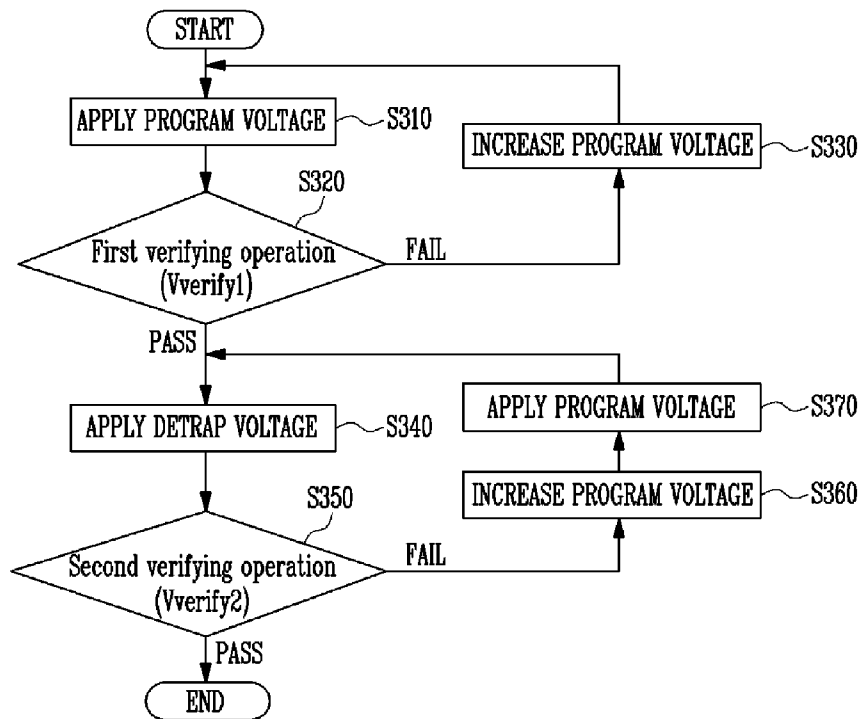 START
APPLY PROGRAM VOLTAGE
S310
INCREASE PROGRAM VOLTAGE
S330
S320
First verifying operation
(Vverify1)
FAIL
PASS
APPLY DETRAP VOLTAGE
S340
APPLY PROGRAM VOLTAGE
S370
INCREASE PROGRAM VOLTAGE
S360
S350
Second verifying operation
(Vverify2)
FAIL
PASS
END